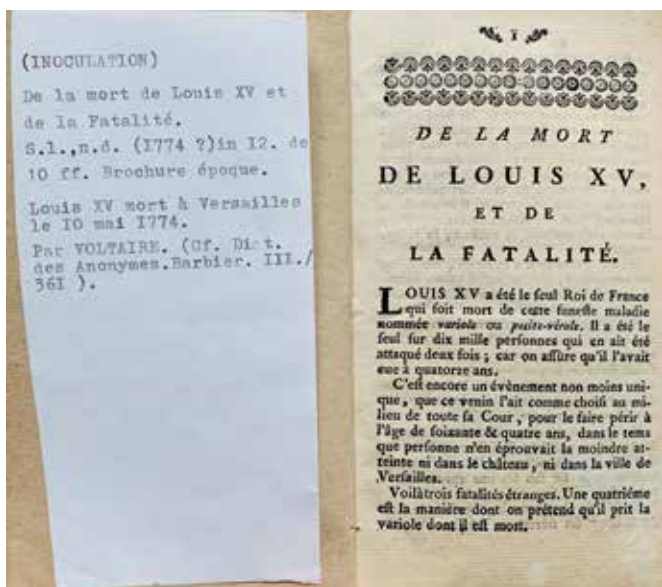 (INOCULATION)
De la mort de Louis XV et
de la Fatalité.
S.l.,n.d. (I774 ?)in I2. de
IO ff. Brochure époque.
Louis XV mort à Versailles
le IO mai I774.
Par VOLTAIRE. (Cf. Dict.
des Anonymes.Barbier. III./
36I ).
I
DE LA MORT
DE LOUIS XV,
ET DE
LA FATALITÉ.
LOUIS XV a été le ſeul Roi de France
qui ſoit mort de cette funeſte maladie
nommée variole ou petite-vérole. Il a été le
ſeul ſur dix mille perſonnes qui en ait été
attaqué deux fois ; car on aſſûre qu'il l'avait
eue à quatorze ans.
C'eſt encore un évènement non moins uni-
que, que ce venin l'ait comme choiſi au mi-
lieu de toute ſa Cour, pour le faire périr à
l'âge de ſoixante & quatre ans, dans le tems
que perſonne n'en éprouvait la moindre at-
teinte ni dans le château, ni dans la ville de
Verſailles.
Voilà trois fatalités étranges. Une quatriéme
eſt la manière dont on prétend qu'il prit la
variole dont il eſt mort.